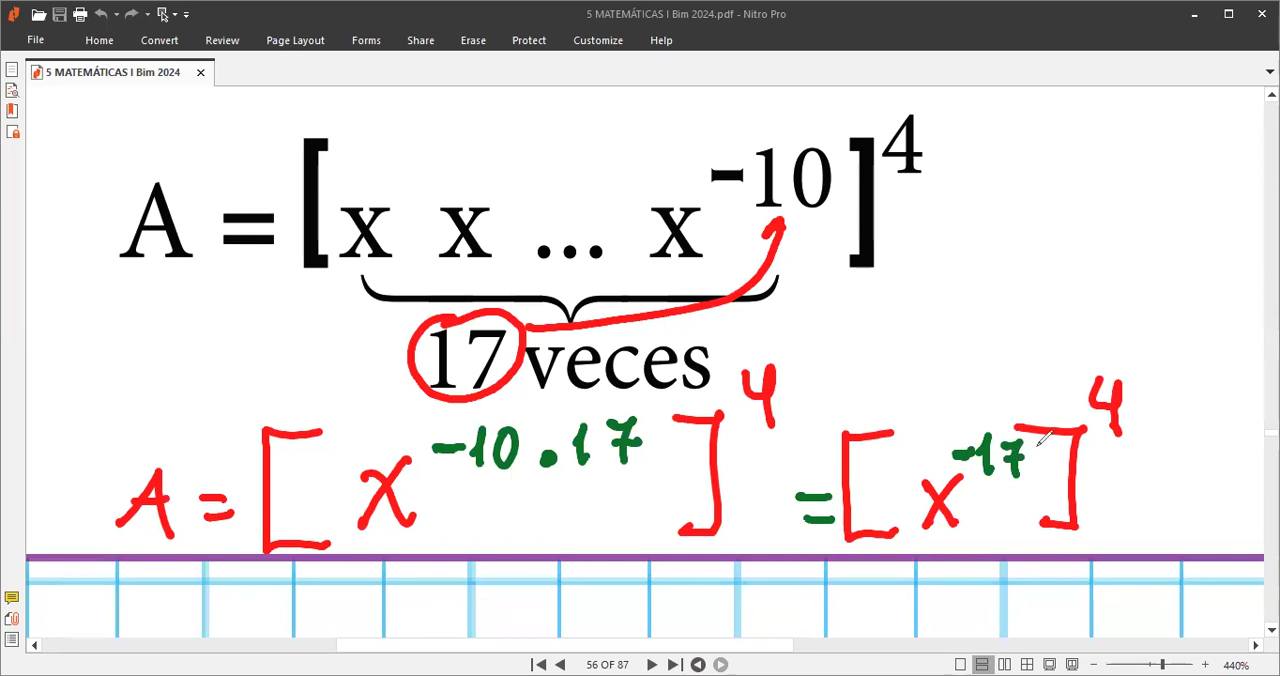 5 MATEMÁTICAS I Bim 2024.pdf - Nitro Pro
File Home Convert Review Page Layout Forms Share Erase Protect Customize Help
5 MATEMÁTICAS I Bim 2024
A = [x x ... x^-10]^4
17 veces
A = [x^-10.17]^4 = [x^-17]^4
56 OF 87
440%